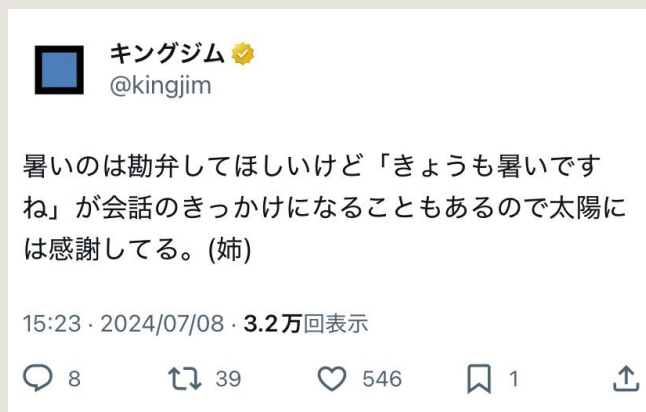 キングジム
@kingjim
暑いのは勘弁してほしいけど「きょうも暑いです
ね」が会話のきっかけになることもあるので太陽に
は感謝してる。(姉)
15:23 · 2024/07/08 · 3.2万回表示
8 39 546 1